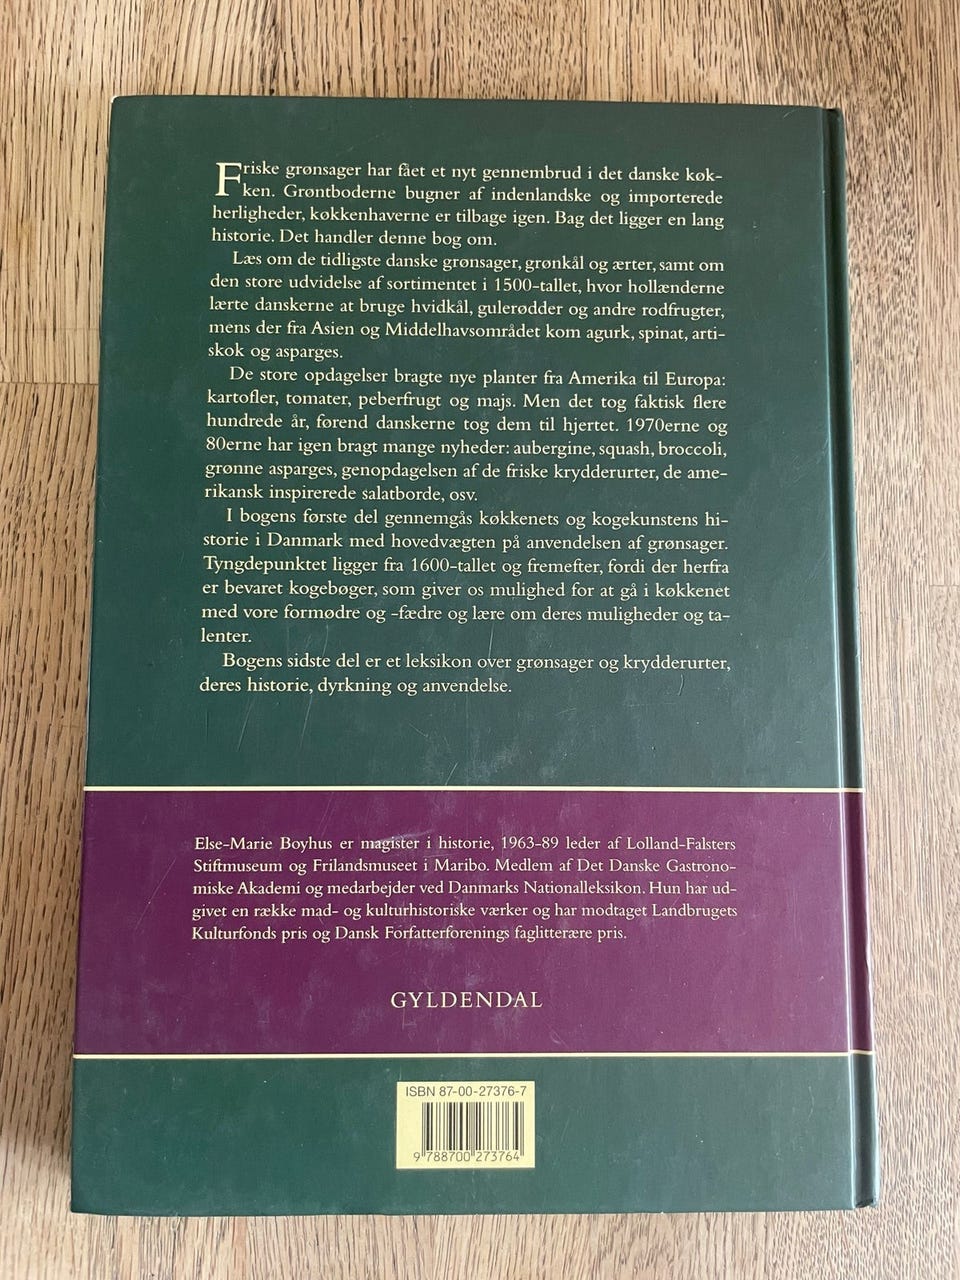 Friske grønsager har fået et nyt gennembrud i det danske køk-
ken. Grøntboderne bugner af indenlandske og importerede
herligheder, køkkenhaverne er tilbage igen. Bag det ligger en lang
historie. Det handler denne bog om.
Læs om de tidligste danske grønsager, grønkål og ærter, samt om
den store udvidelse af sortimentet i 1500-tallet, hvor hollænderne
lærte danskerne at bruge hvidkål, gulerødder og andre rodfrugter,
mens der fra Asien og Middelhavsområdet kom agurk, spinat, arti-
skok og asparges.
De store opdagelser bragte nye planter fra Amerika til Europa:
kartofler, tomater, peberfrugt og majs. Men det tog faktisk flere
hundrede år, førend danskerne tog dem til hjertet. 1970erne og
80erne har igen bragt mange nyheder: aubergine, squash, broccoli,
grønne asparges, genopdagelsen af de friske krydderurter, de ame-
rikansk inspirerede salatborde, osv.
I bogens første del gennemgås køkkenets og kogekunstens hi-
storie i Danmark med hovedvægten på anvendelsen af grønsager.
Tyngdepunktet ligger fra 1600-tallet og fremefter, fordi der herfra
er bevaret kogebøger, som giver os mulighed for at gå i køkkenet
med vore formødre og -fædre og lære om deres muligheder og ta-
lenter.
Bogens sidste del er et leksikon over grønsager og krydderurter,
deres historie, dyrkning og anvendelse.
Else-Marie Boyhus er magister i historie, 1963-89 leder af Lolland-Falsters
Stiftmuseum og Frilandsmuseet i Maribo. Medlem af Det Danske Gastrono-
miske Akademi og medarbejder ved Danmarks Nationalleksikon. Hun har ud-
givet en række mad- og kulturhistoriske værker og har modtaget Landbrugets
Kulturfonds pris og Dansk Forfatterforenings faglitterære pris.
GYLDENDAL
ISBN 87-00-27376-7
9 788700 273764